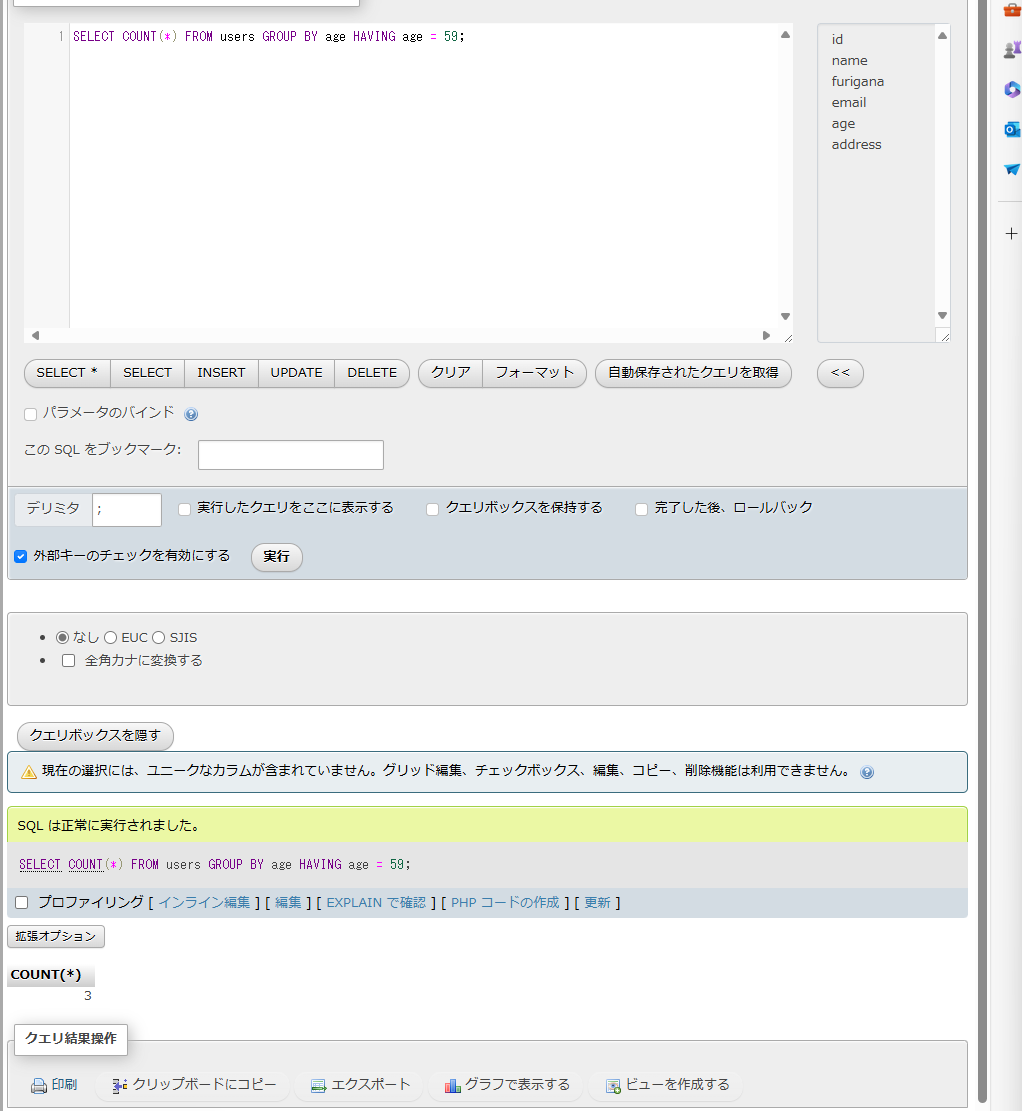 1 SELECT COUNT(*) FROM users GROUP BY age HAVING age = 59;
id
name
furigana
email
age
address
SELECT * SELECT INSERT UPDATE DELETE クリア フォーマット 自動保存されたクエリを取得 <<
パラメータのバインド
この SQL をブックマーク:
デリミタ ; 実行したクエリをここに表示する クエリボックスを保持する 完了した後、ロールバック
外部キーのチェックを有効にする 実行
なし EUC SJIS
全角カナに変換する
クエリボックスを隠す
現在の選択には、ユニークなカラムが含まれていません。グリッド編集、チェックボックス、編集、コピー、削除機能は利用できません。
SQL は正常に実行されました。
SELECT COUNT(*) FROM users GROUP BY age HAVING age = 59;
プロファイリング [ インライン編集 ] [ 編集 ] [ EXPLAIN で確認 ] [ PHP コードの作成 ] [ 更新 ]
拡張オプション
COUNT(*)
3
クエリ結果操作
印刷 クリップボードにコピー エクスポート グラフで表示する ビューを作成する